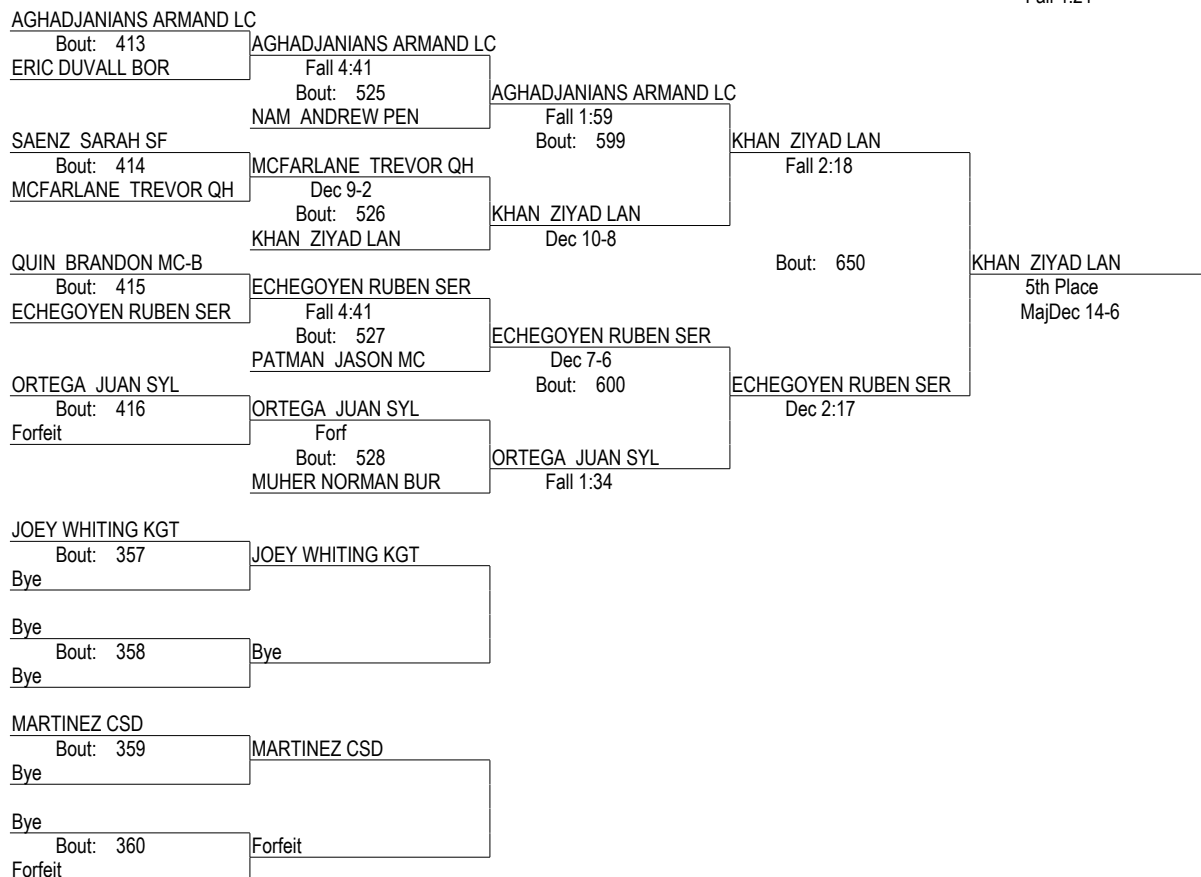 AGHADJANIANS ARMAND LC
Bout: 413 AGHADJANIANS ARMAND LC
ERIC DUVALL BOR Fall 4:41
Bout: 525 AGHADJANIANS ARMAND LC
NAM ANDREW PEN Fall 1:59
SAENZ SARAH SF Bout: 599 KHAN ZIYAD LAN
Bout: 414 MCFARLANE TREVOR QH Fall 2:18
MCFARLANE TREVOR QH Dec 9-2
Bout: 526 KHAN ZIYAD LAN
KHAN ZIYAD LAN Dec 10-8
QUIN BRANDON MC-B Bout: 650 KHAN ZIYAD LAN
Bout: 415 ECHEGOYEN RUBEN SER 5th Place
ECHEGOYEN RUBEN SER Fall 4:41 MajDec 14-6
Bout: 527 ECHEGOYEN RUBEN SER
PATMAN JASON MC Dec 7-6
ORTEGA JUAN SYL Bout: 600 ECHEGOYEN RUBEN SER
Bout: 416 ORTEGA JUAN SYL Dec 2:17
Forfeit Forf
Bout: 528 ORTEGA JUAN SYL
MUHER NORMAN BUR Fall 1:34
JOEY WHITING KGT
Bout: 357 JOEY WHITING KGT
Bye
Bye
Bout: 358 Bye
Bye
MARTINEZ CSD
Bout: 359 MARTINEZ CSD
Bye
Bye
Bout: 360 Forfeit
Forfeit